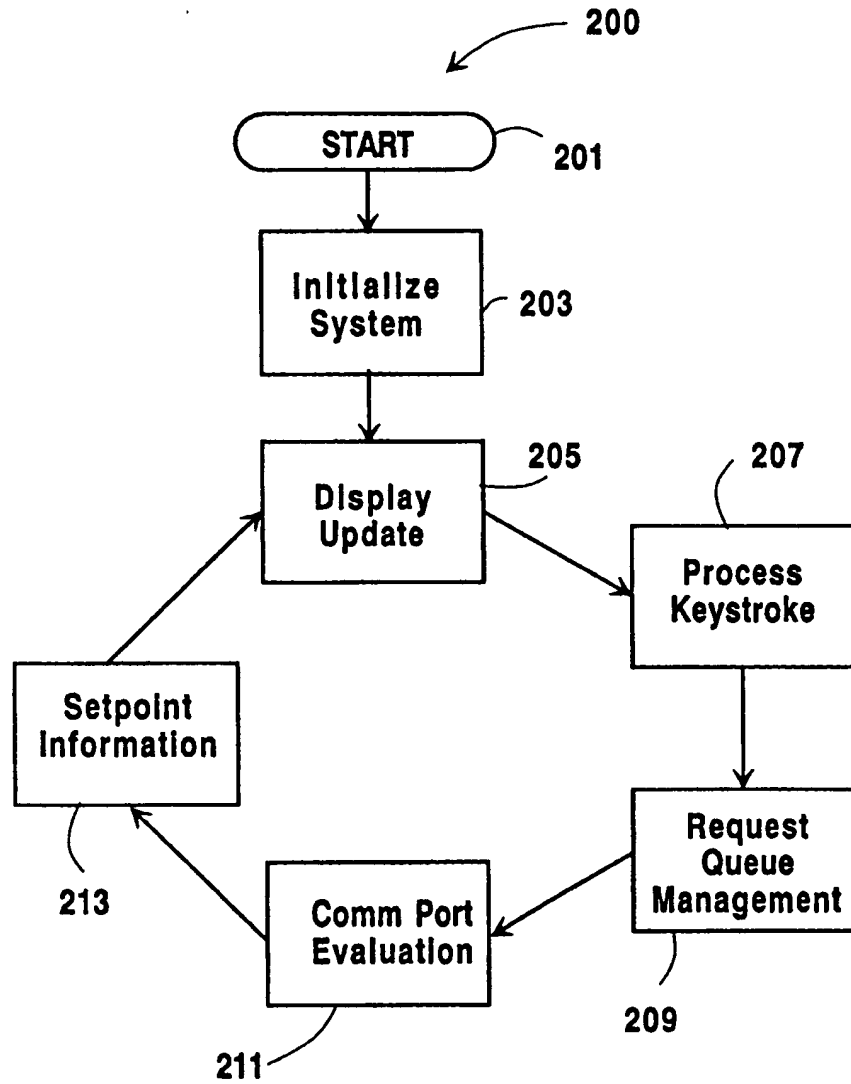 200
START
201
Initialize
System
203
Display
Update
205
207
Process
Keystroke
Setpoint
Information
213
Request
Queue
Management
209
Comm Port
Evaluation
211